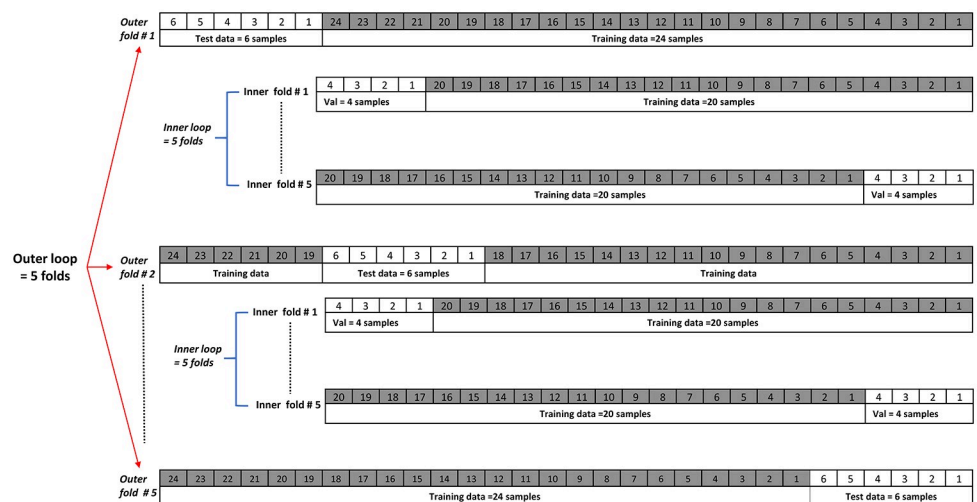 Outer
fold # 1
6 5 4 3 2 1 24 23 22 21 20 19 18 17 16 15 14 13 12 11 10 9 8 7 6 5 4 3 2 1
Test data = 6 samples Training data =24 samples
Inner fold # 1
4 3 2 1 20 19 18 17 16 15 14 13 12 11 10 9 8 7 6 5 4 3 2 1
Val = 4 samples Training data =20 samples
Inner loop
= 5 folds
Inner fold # 5
20 19 18 17 16 15 14 13 12 11 10 9 8 7 6 5 4 3 2 1 4 3 2 1
Training data =20 samples Val = 4 samples
Outer loop
= 5 folds
Outer
fold # 2
24 23 22 21 20 19 6 5 4 3 2 1 18 17 16 15 14 13 12 11 10 9 8 7 6 5 4 3 2 1
Training data Test data = 6 samples Training data
Inner fold # 1
4 3 2 1 20 19 18 17 16 15 14 13 12 11 10 9 8 7 6 5 4 3 2 1
Val = 4 samples Training data =20 samples
Inner loop
= 5 folds
Inner fold # 5
20 19 18 17 16 15 14 13 12 11 10 9 8 7 6 5 4 3 2 1 4 3 2 1
Training data =20 samples Val = 4 samples
Outer
fold # 5
24 23 22 21 20 19 18 17 16 15 14 13 12 11 10 9 8 7 6 5 4 3 2 1 6 5 4 3 2 1
Training data =24 samples Test data = 6 samples